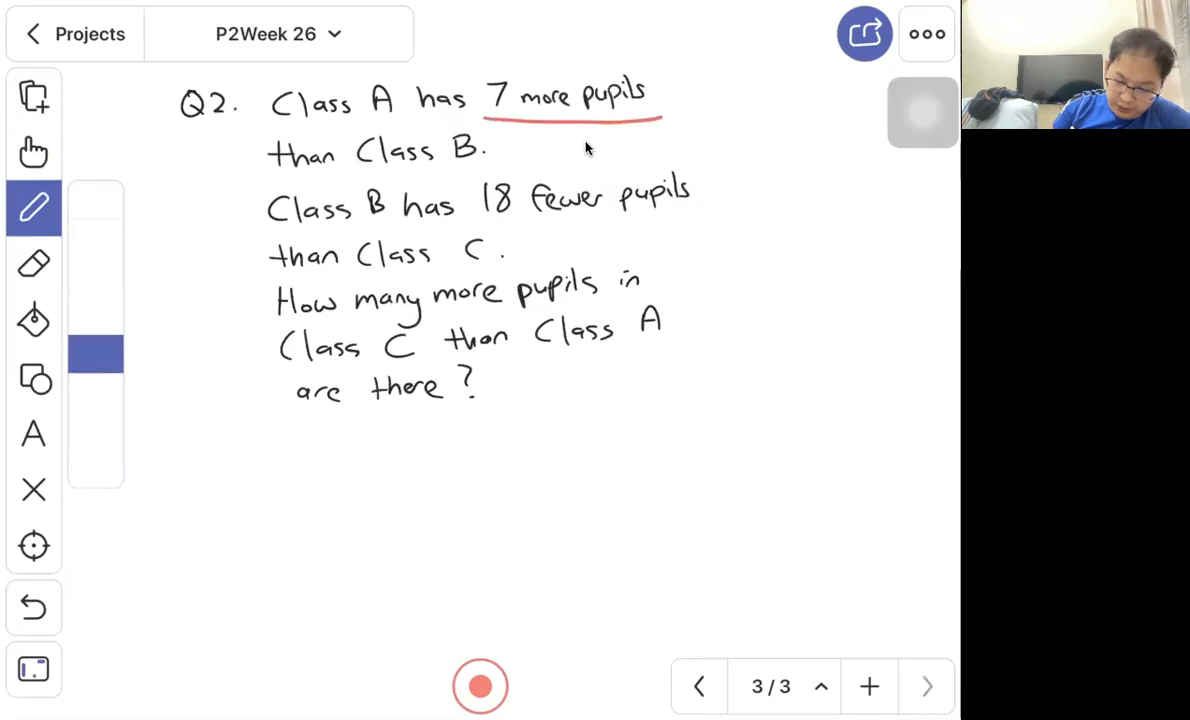 Projects
P2Week 26
Q2. Class A has 7 more pupils
than Class B.
Class B has 18 fewer pupils
than Class C.
How many more pupils in
Class C than Class A
are there?
3/3